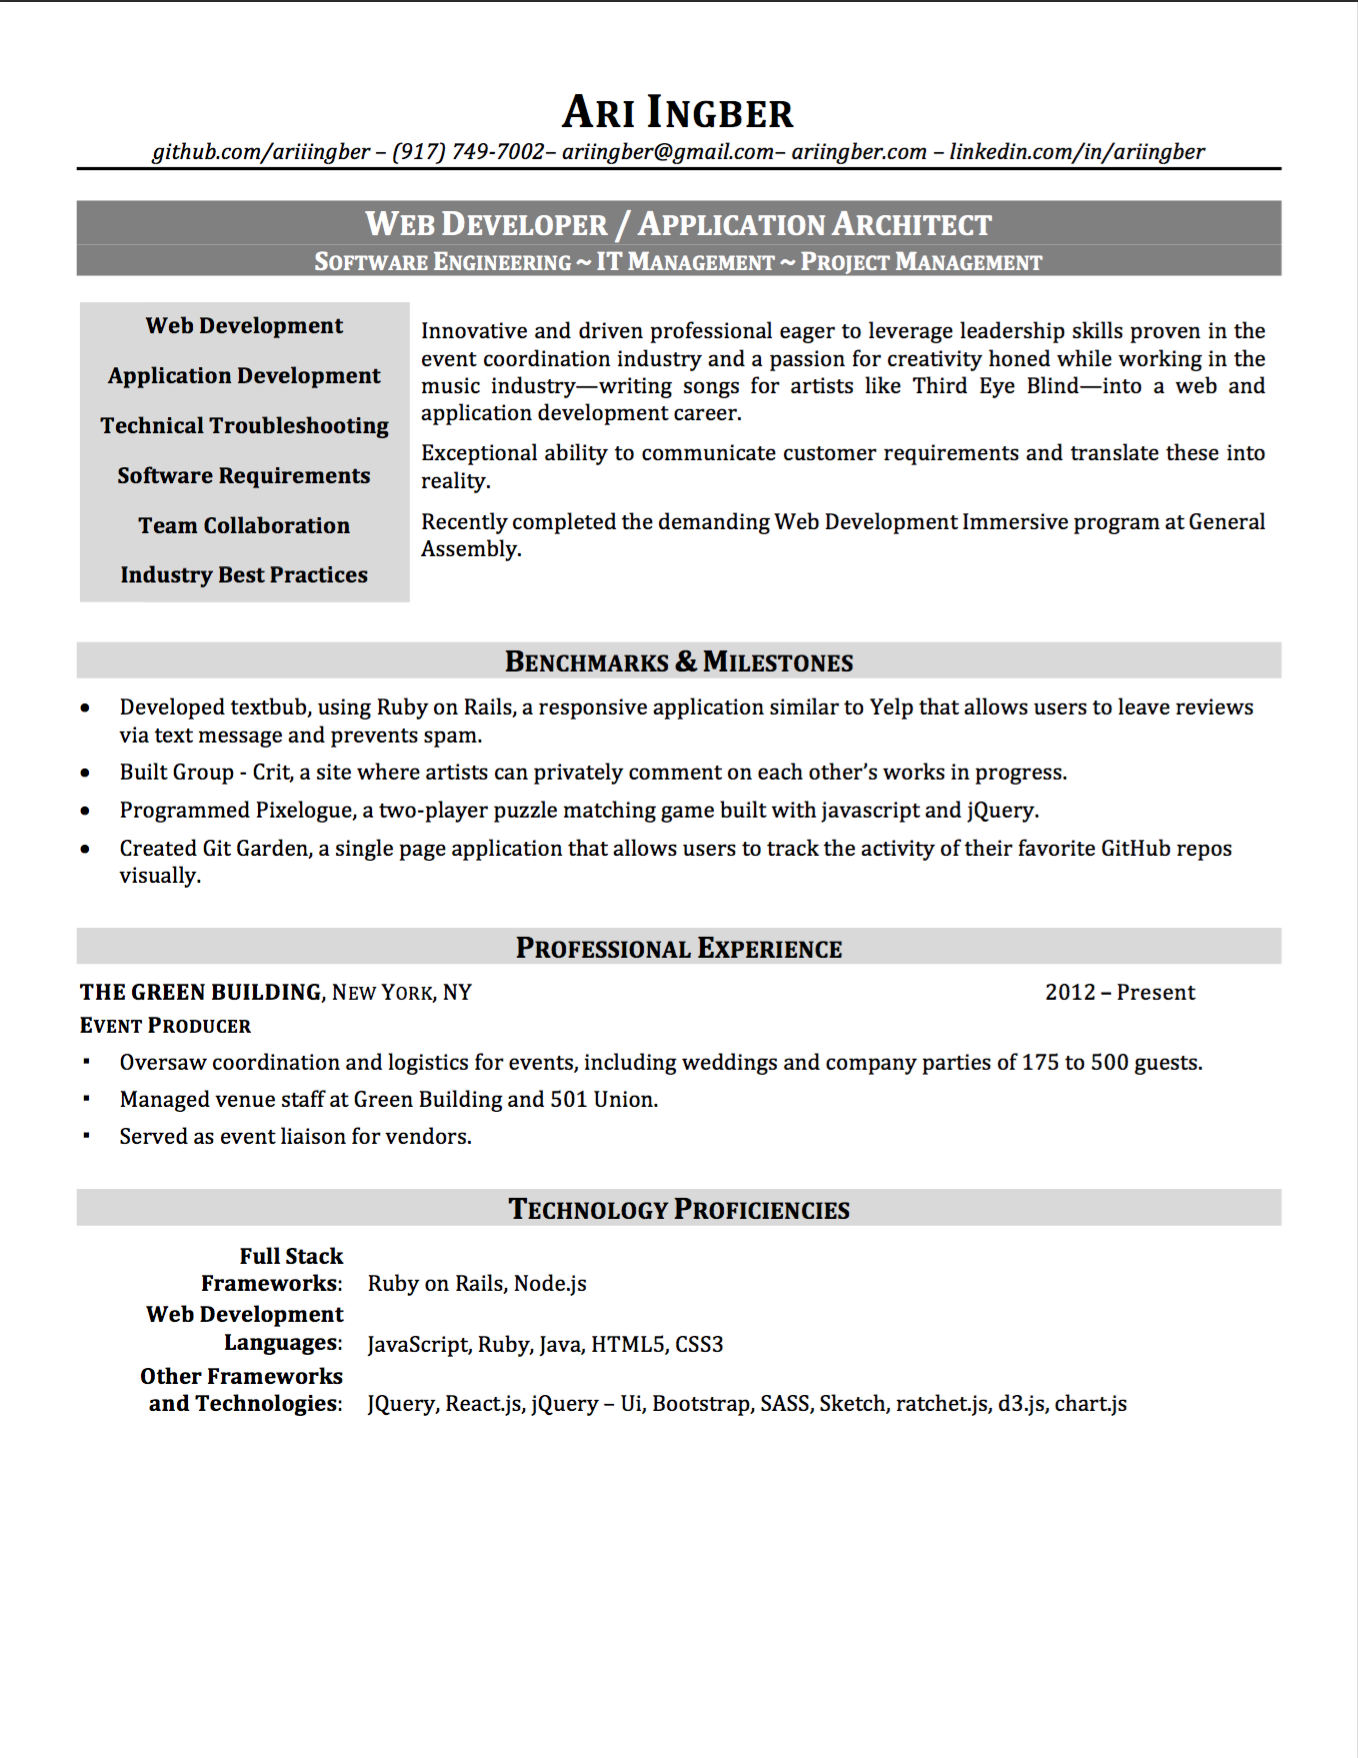 ARI INGBER
github.com/ariiingber – (917) 749-7002– ariingber@gmail.com– ariingber.com – linkedin.com/in/ariingber
WEB DEVELOPER / APPLICATION ARCHITECT
SOFTWARE ENGINEERING ~ IT MANAGEMENT ~ PROJECT MANAGEMENT
Web Development
Application Development
Technical Troubleshooting
Software Requirements
Team Collaboration
Industry Best Practices
Innovative and driven professional eager to leverage leadership skills proven in the
event coordination industry and a passion for creativity honed while working in the
music industry—writing songs for artists like Third Eye Blind—into a web and
application development career.
Exceptional ability to communicate customer requirements and translate these into
reality.
Recently completed the demanding Web Development Immersive program at General
Assembly.
BENCHMARKS & MILESTONES
• Developed textbub, using Ruby on Rails, a responsive application similar to Yelp that allows users to leave reviews
via text message and prevents spam.
• Built Group - Crit, a site where artists can privately comment on each other’s works in progress.
• Programmed Pixelogue, a two-player puzzle matching game built with javascript and jQuery.
• Created Git Garden, a single page application that allows users to track the activity of their favorite GitHub repos
visually.
PROFESSIONAL EXPERIENCE
THE GREEN BUILDING, NEW YORK, NY 2012 – Present
EVENT PRODUCER
▪ Oversaw coordination and logistics for events, including weddings and company parties of 175 to 500 guests.
▪ Managed venue staff at Green Building and 501 Union.
▪ Served as event liaison for vendors.
TECHNOLOGY PROFICIENCIES
Full Stack
Frameworks: Ruby on Rails, Node.js
Web Development
Languages: JavaScript, Ruby, Java, HTML5, CSS3
Other Frameworks
and Technologies: JQuery, React.js, jQuery – Ui, Bootstrap, SASS, Sketch, ratchet.js, d3.js, chart.js